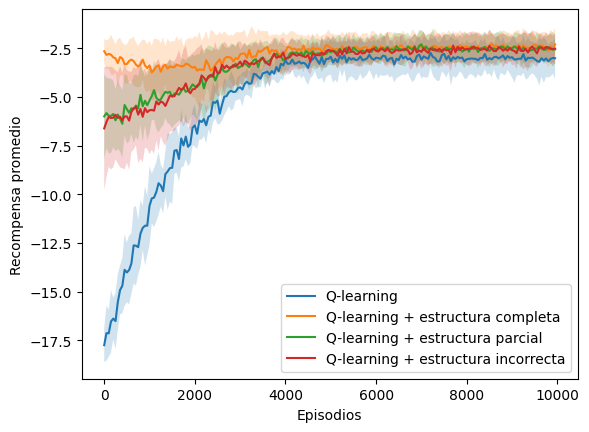 −2.5
−5.0
−7.5
−10.0
−12.5
−15.0
−17.5
Recompensa promedio
Q-learning
Q-learning + estructura completa
Q-learning + estructura parcial
Q-learning + estructura incorrecta
0 2000 4000 6000 8000 10000
Episodios